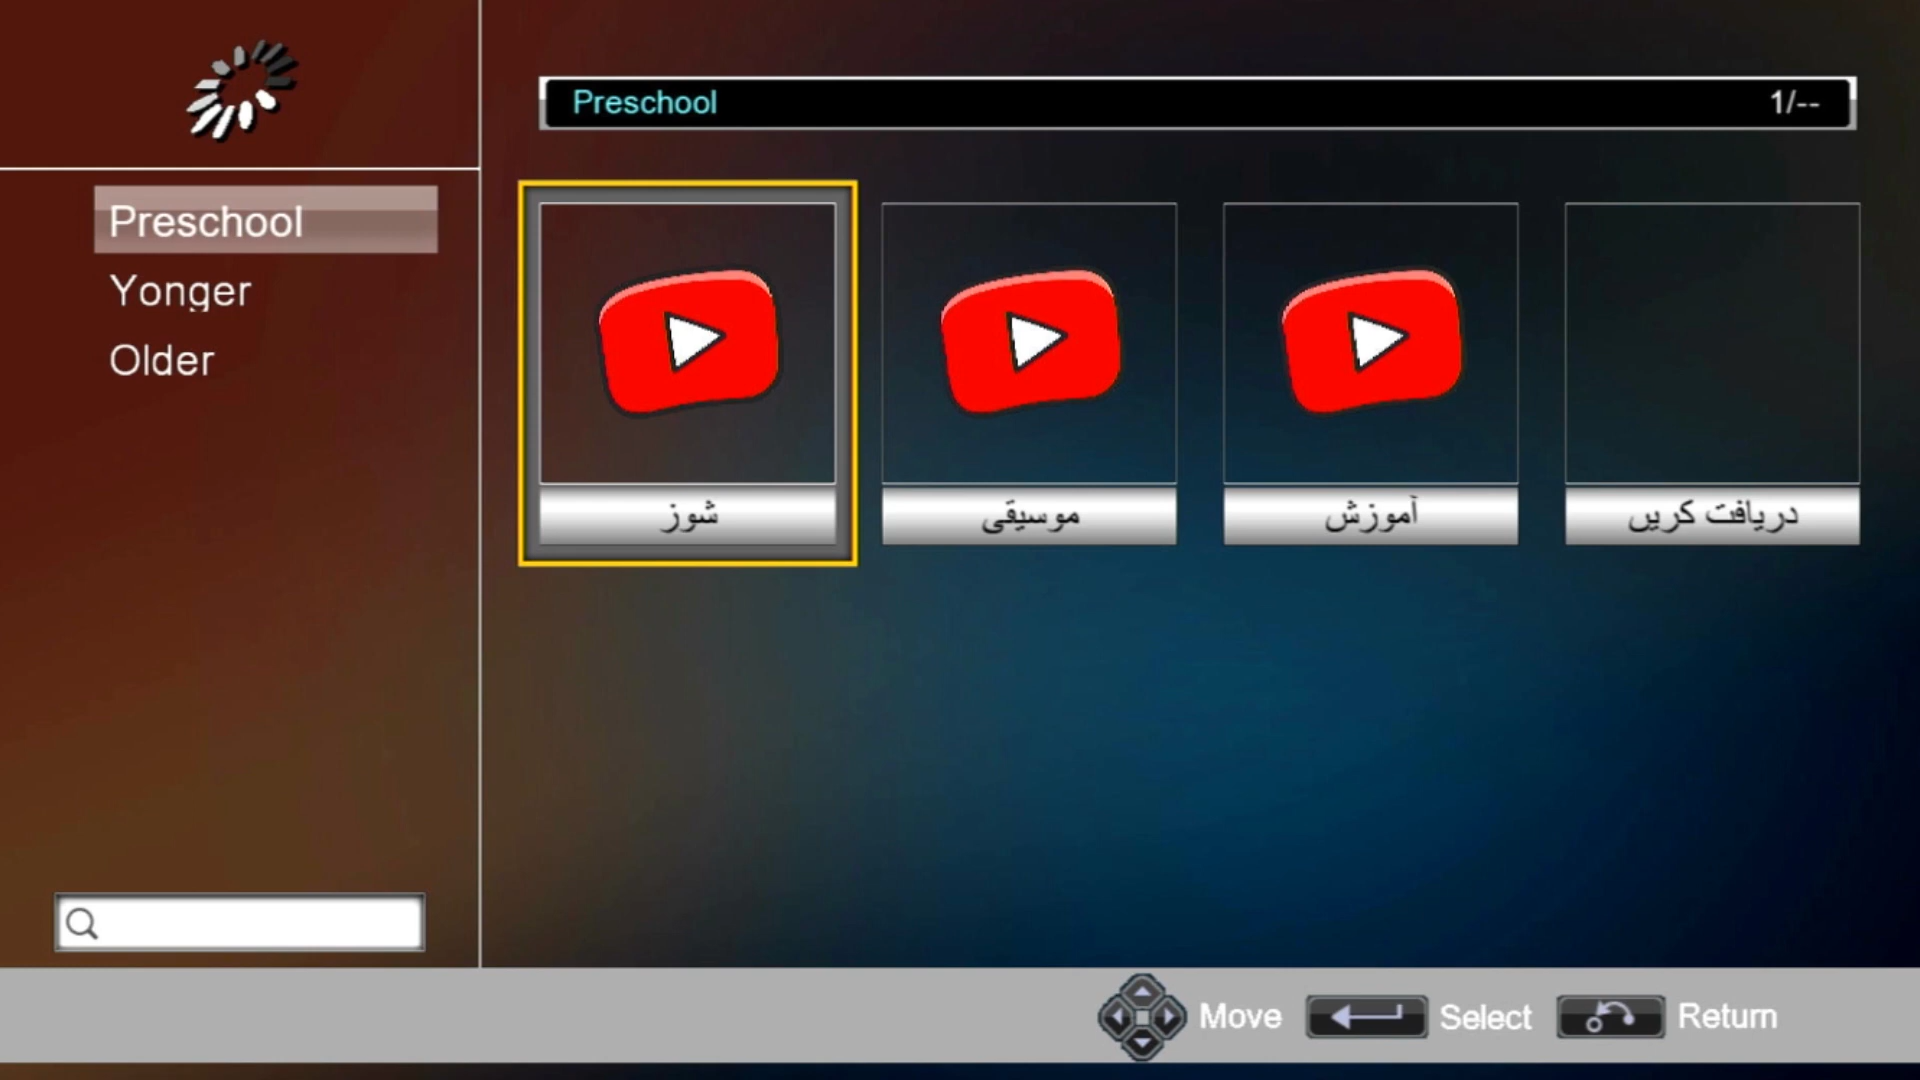 Preschool
Yonger
Older
Preschool
1/--
شوز
موسیقی
آموزش
دریافت کریں
Move
Select
Return